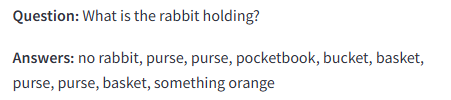 Question: What is the rabbit holding?
Answers: no rabbit, purse, purse, pocketbook, bucket, basket,
purse, purse, basket, something orange